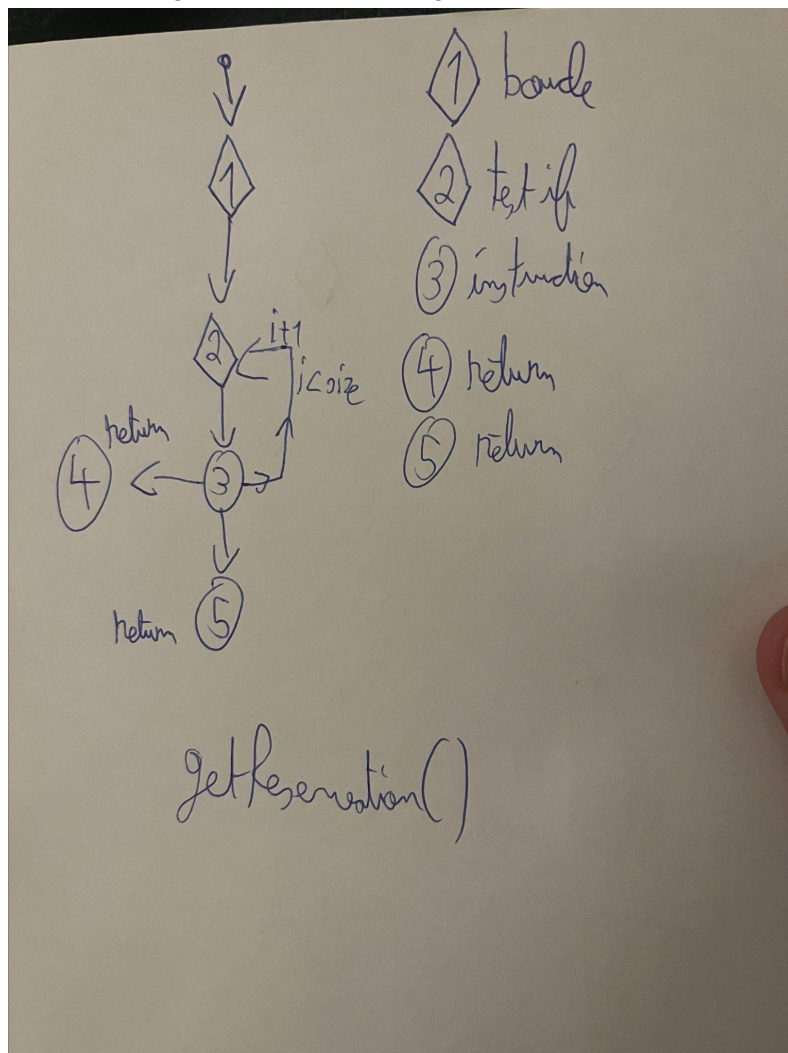 1 boucle
1
2 test if
3 instruction
2
i+1
i<size
4 return
return
4
3
5 return
return 5
getReservation()